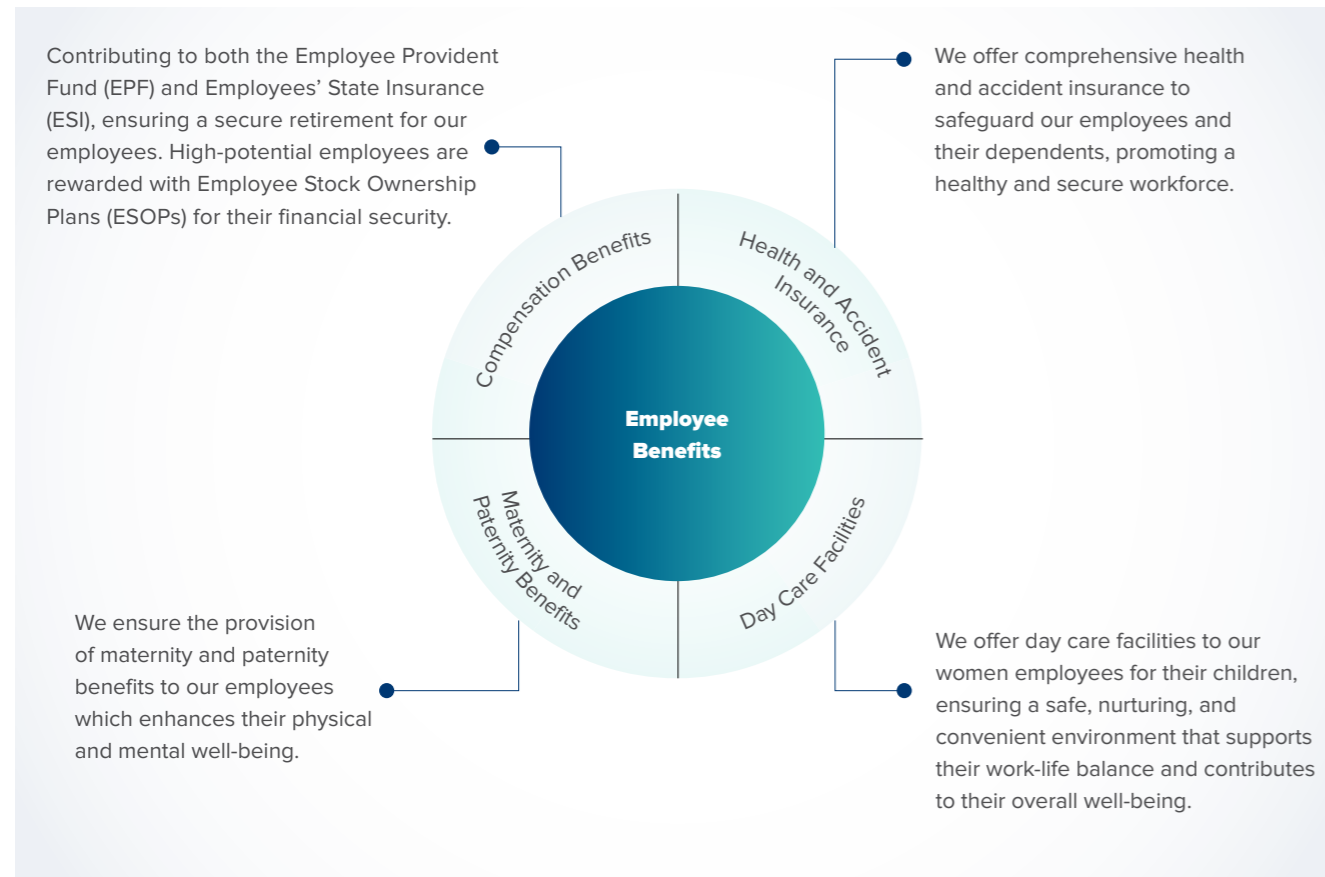 Contributing to both the Employee Provident
Fund (EPF) and Employees’ State Insurance
(ESI), ensuring a secure retirement for our
employees. High-potential employees are
rewarded with Employee Stock Ownership
Plans (ESOPs) for their financial security.
We offer comprehensive health
and accident insurance to
safeguard our employees and
their dependents, promoting a
healthy and secure workforce.
Compensation Benefits
Health and Accident
Insurance
Employee
Benefits
Maternity and
Paternity Benefits
Day Care Facilities
We ensure the provision
of maternity and paternity
benefits to our employees
which enhances their physical
and mental well-being.
We offer day care facilities to our
women employees for their children,
ensuring a safe, nurturing, and
convenient environment that supports
their work-life balance and contributes
to their overall well-being.